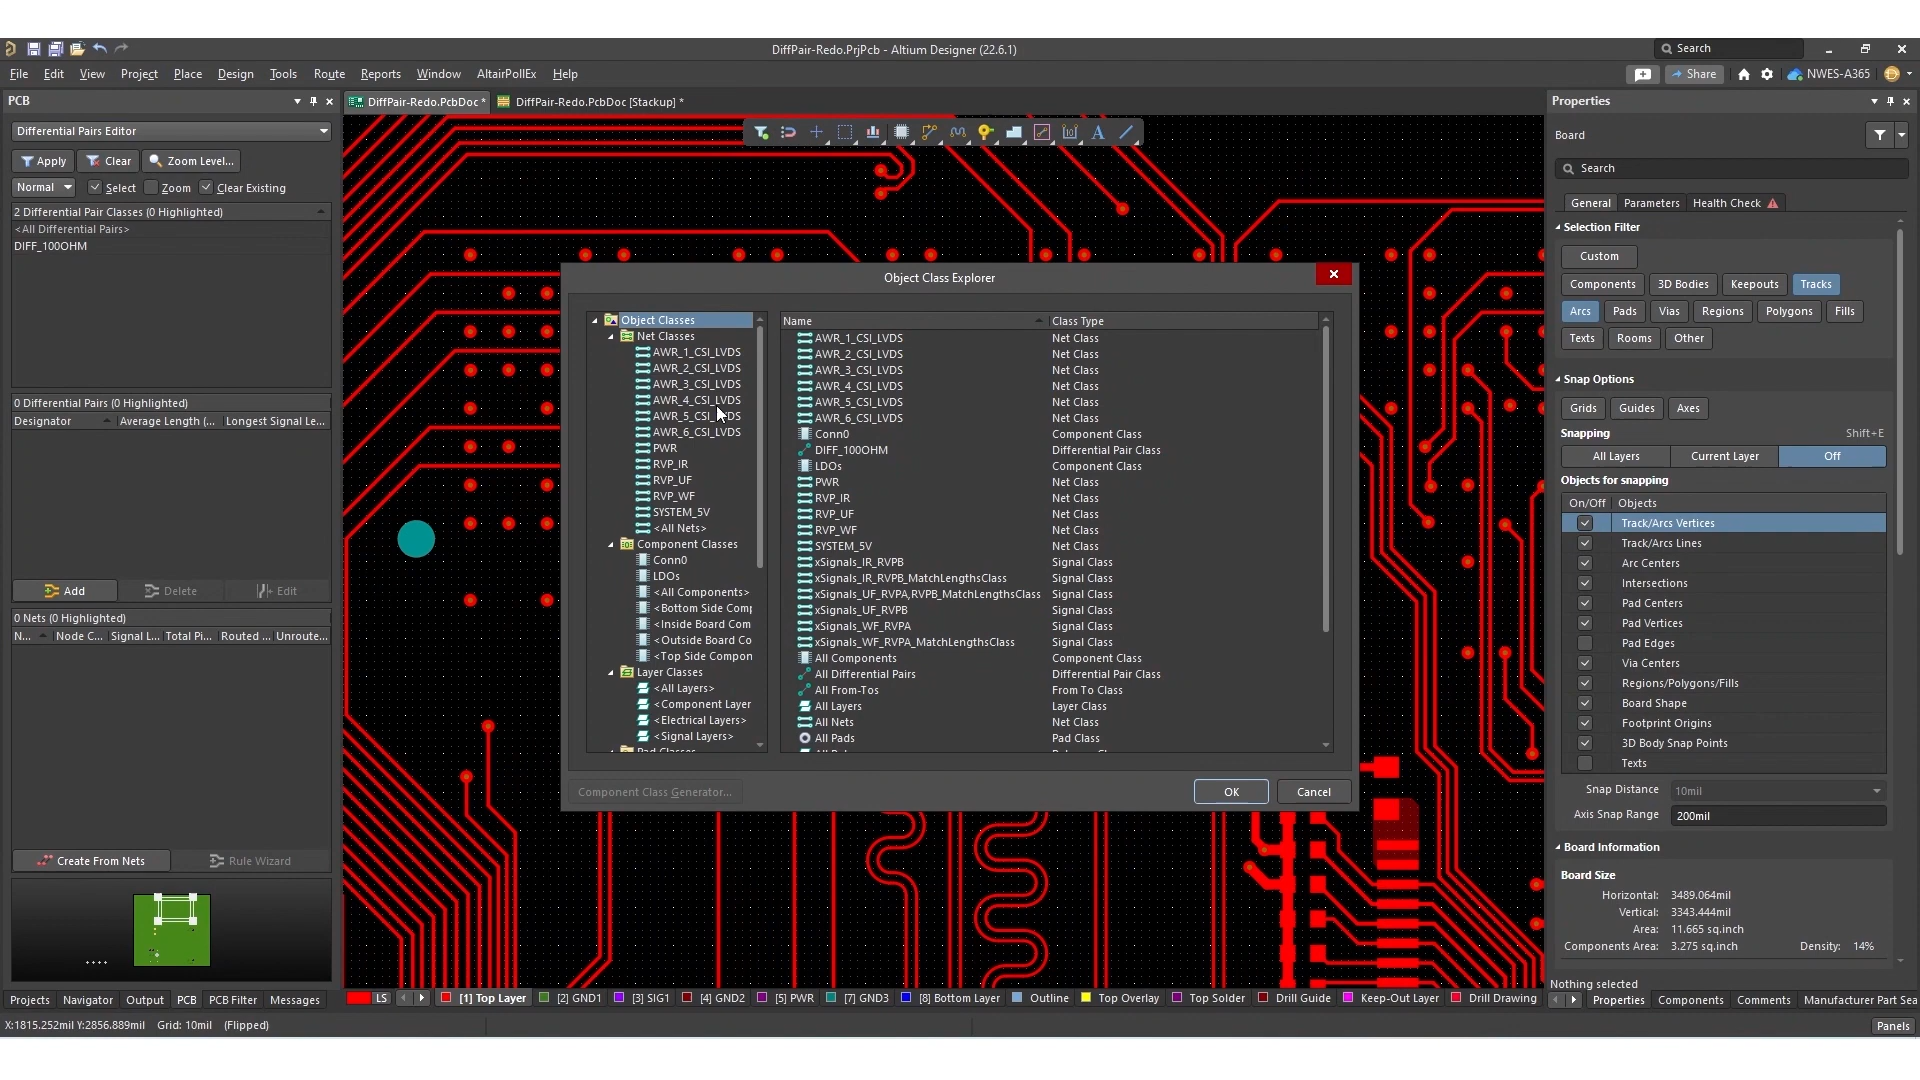 DiffPair-Redo.PrjPcb - Altium Designer (22.6.1)
Search
File Edit View Project Place Design Tools Route Reports Window AltairPollEx Help
Share
NWES-A365
PCB
DiffPair-Redo.PcbDoc *
DiffPair-Redo.PcbDoc [Stackup] *
Properties
Differential Pairs Editor
Board
Apply Clear Zoom Level...
Search
Normal Select Zoom Clear Existing
2 Differential Pair Classes (0 Highlighted)
<All Differential Pairs>
DIFF_100OHM
0 Differential Pairs (0 Highlighted)
Designator Average Length (... Longest Signal Le...
Add Delete Edit
0 Nets (0 Highlighted)
N... Node C... Signal L... Total Pi... Routed ... Unroute...
Create From Nets Rule Wizard
Projects Navigator Output PCB PCB Filter Messages
Object Class Explorer
Object Classes
Net Classes
AWR_1_CSI_LVDS
AWR_2_CSI_LVDS
AWR_3_CSI_LVDS
AWR_4_CSI_LVDS
AWR_5_CSI_LVDS
AWR_6_CSI_LVDS
PWR
RVP_IR
RVP_UF
RVP_WF
SYSTEM_5V
<All Nets>
Component Classes
Conn0
LDOs
<All Components>
<Bottom Side Comp
<Inside Board Com
<Outside Board Co
<Top Side Compon
Layer Classes
<All Layers>
<Component Layer
<Electrical Layers>
<Signal Layers>
Name Class Type
AWR_1_CSI_LVDS Net Class
AWR_2_CSI_LVDS Net Class
AWR_3_CSI_LVDS Net Class
AWR_4_CSI_LVDS Net Class
AWR_5_CSI_LVDS Net Class
AWR_6_CSI_LVDS Net Class
Conn0 Component Class
DIFF_100OHM Differential Pair Class
LDOs Component Class
PWR Net Class
RVP_IR Net Class
RVP_UF Net Class
RVP_WF Net Class
SYSTEM_5V Net Class
xSignals_IR_RVPB Signal Class
xSignals_IR_RVPB_MatchLengthsClass Signal Class
xSignals_UF_RVPA,RVPB_MatchLengthsClass Signal Class
xSignals_UF_RVPB Signal Class
xSignals_WF_RVPA Signal Class
xSignals_WF_RVPA_MatchLengthsClass Signal Class
All Components Component Class
All Differential Pairs Differential Pair Class
All From-Tos From To Class
All Layers Layer Class
All Nets Net Class
All Pads Pad Class
Component Class Generator... OK Cancel
General Parameters Health Check
Selection Filter
Custom
Components 3D Bodies Keepouts Tracks
Arcs Pads Vias Regions Polygons Fills
Texts Rooms Other
Snap Options
Grids Guides Axes
Snapping Shift+E
All Layers Current Layer Off
Objects for snapping
On/Off Objects
Track/Arcs Vertices
Track/Arcs Lines
Arc Centers
Intersections
Pad Centers
Pad Vertices
Pad Edges
Via Centers
Regions/Polygons/Fills
Board Shape
Footprint Origins
3D Body Snap Points
Texts
Snap Distance 10mil
Axis Snap Range 200mil
Board Information
Board Size
Horizontal: 3489.064mil
Vertical: 3343.444mil
Area: 11.665 sq.inch
Components Area: 3.275 sq.inch Density: 14%
Nothing selected
LS [1] Top Layer [2] GND1 [3] SIG1 [4] GND2 [5] PWR [7] GND3 [8] Bottom Layer Outline Top Overlay Top Solder Drill Guide Keep-Out Layer Drill Drawing
Properties Components Comments Manufacturer Part Sea
X:1815.252mil Y:2856.889mil Grid: 10mil (Flipped)
Panels